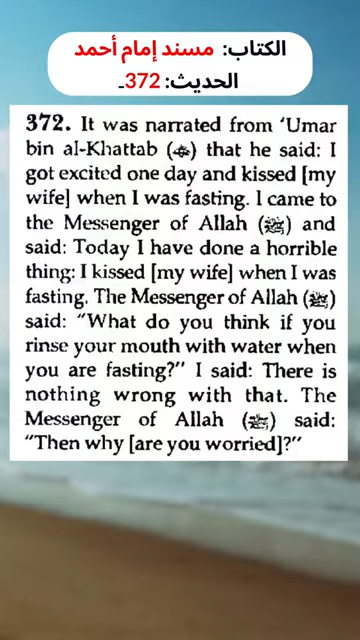 الكتاب: مسند إمام أحمد
الحديث: 372۔
372. It was narrated from ‘Umar
bin al-Khattab (ؓ) that he said: I
got excited one day and kissed [my
wife] when I was fasting. I came to
the Messenger of Allah (ﷺ) and
said: Today I have done a horrible
thing: I kissed [my wife] when I was
fasting. The Messenger of Allah (ﷺ)
said: “What do you think if you
rinse your mouth with water when
you are fasting?” I said: There is
nothing wrong with that. The
Messenger of Allah (ﷺ) said:
“Then why [are you worried]?”